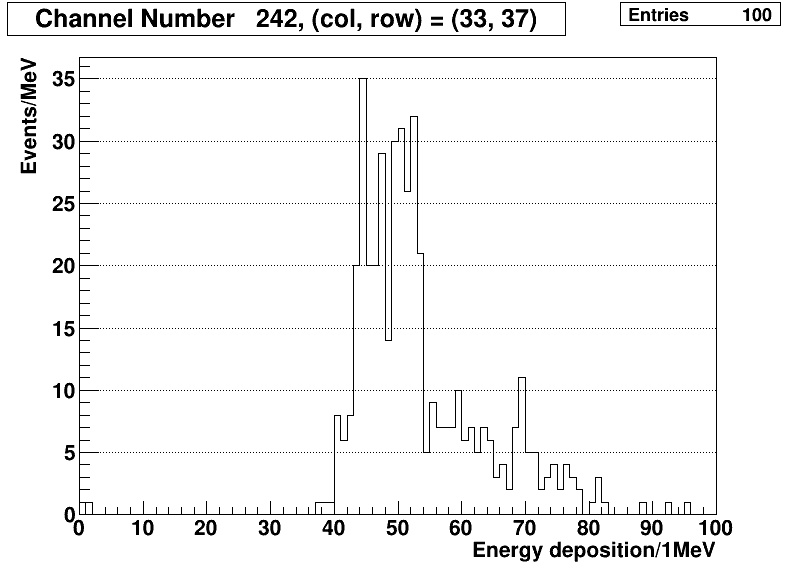 Channel Number 242, (col, row) = (33, 37)
Entries 100
Events/MeV
35
30
25
20
15
10
5
0
0 10 20 30 40 50 60 70 80 90 100
Energy deposition/1MeV